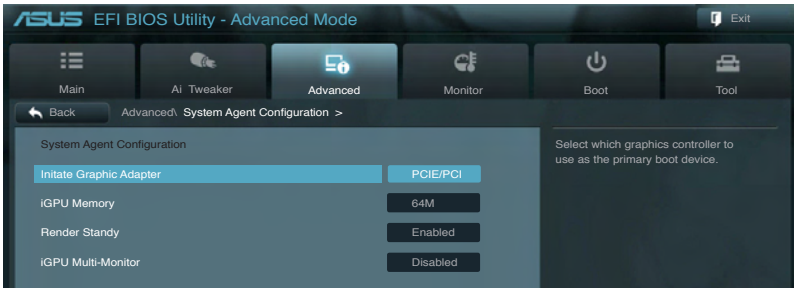 ASUS EFI BIOS Utility - Advanced Mode Exit
Main Ai Tweaker Advanced Monitor Boot Tool
Back Advanced\ System Agent Configuration >
System Agent Configuration
Select which graphics controller to
use as the primary boot device.
Initate Graphic Adapter PCIE/PCI
iGPU Memory 64M
Render Standy Enabled
iGPU Multi-Monitor Disabled